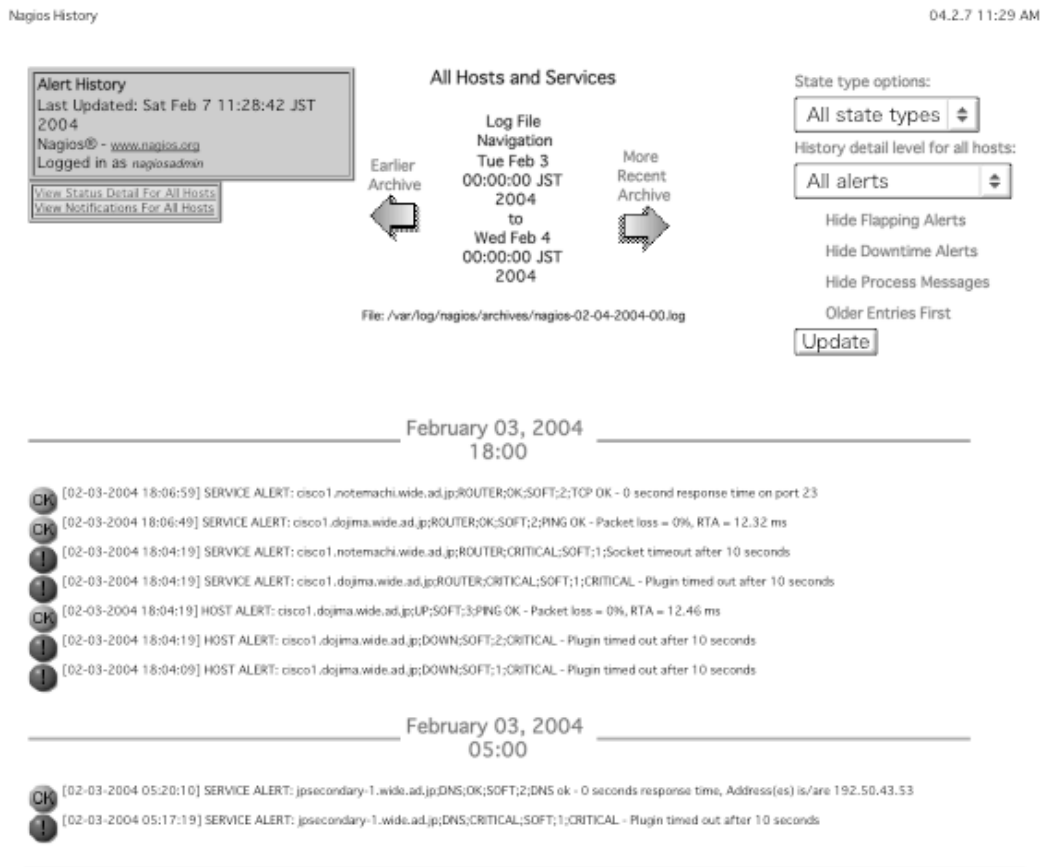 Nagios History
04.2.7 11:29 AM
Alert History
Last Updated: Sat Feb 7 11:28:42 JST
2004
Nagios® - www.nagios.org
Logged in as nagiosadmin
View Status Detail For All Hosts
View Notifications For All Hosts
All Hosts and Services
Earlier
Archive
Log File
Navigation
Tue Feb 3
00:00:00 JST
2004
to
Wed Feb 4
00:00:00 JST
2004
More
Recent
Archive
File: /var/log/nagios/archives/nagios-02-04-2004-00.log
State type options:
All state types
History detail level for all hosts:
All alerts
Hide Flapping Alerts
Hide Downtime Alerts
Hide Process Messages
Older Entries First
Update
February 03, 2004
18:00
OK [02-03-2004 18:06:59] SERVICE ALERT: cisco1.notemachi.wide.ad.jp;ROUTER;OK;SOFT;2;TCP OK - 0 second response time on port 23
OK [02-03-2004 18:06:49] SERVICE ALERT: cisco1.dojima.wide.ad.jp;ROUTER;OK;SOFT;2;PING OK - Packet loss = 0%, RTA = 12.32 ms
! [02-03-2004 18:04:19] SERVICE ALERT: cisco1.notemachi.wide.ad.jp;ROUTER;CRITICAL;SOFT;1;Socket timeout after 10 seconds
! [02-03-2004 18:04:19] SERVICE ALERT: cisco1.dojima.wide.ad.jp;ROUTER;CRITICAL;SOFT;1;CRITICAL - Plugin timed out after 10 seconds
OK [02-03-2004 18:04:19] HOST ALERT: cisco1.dojima.wide.ad.jp;UP;SOFT;3;PING OK - Packet loss = 0%, RTA = 12.46 ms
! [02-03-2004 18:04:19] HOST ALERT: cisco1.dojima.wide.ad.jp;DOWN;SOFT;2;CRITICAL - Plugin timed out after 10 seconds
! [02-03-2004 18:04:09] HOST ALERT: cisco1.dojima.wide.ad.jp;DOWN;SOFT;1;CRITICAL - Plugin timed out after 10 seconds
February 03, 2004
05:00
OK [02-03-2004 05:20:10] SERVICE ALERT: jpsecondary-1.wide.ad.jp;DNS;OK;SOFT;2;DNS ok - 0 seconds response time, Address(es) is/are 192.50.43.53
! [02-03-2004 05:17:19] SERVICE ALERT: jpsecondary-1.wide.ad.jp;DNS;CRITICAL;SOFT;1;CRITICAL - Plugin timed out after 10 seconds